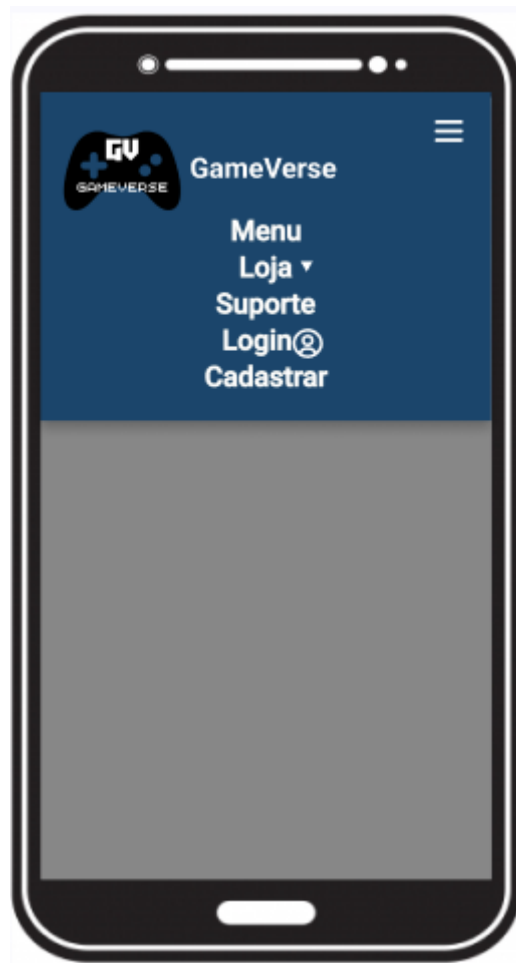 GV
GAMEVERSE
GameVerse
Menu
Loja ▼
Suporte
Login
Cadastrar